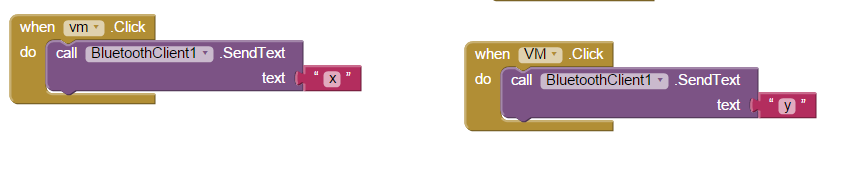 when vm .Click
do call BluetoothClient1 .SendText
text " x "
when VM .Click
do call BluetoothClient1 .SendText
text " y "